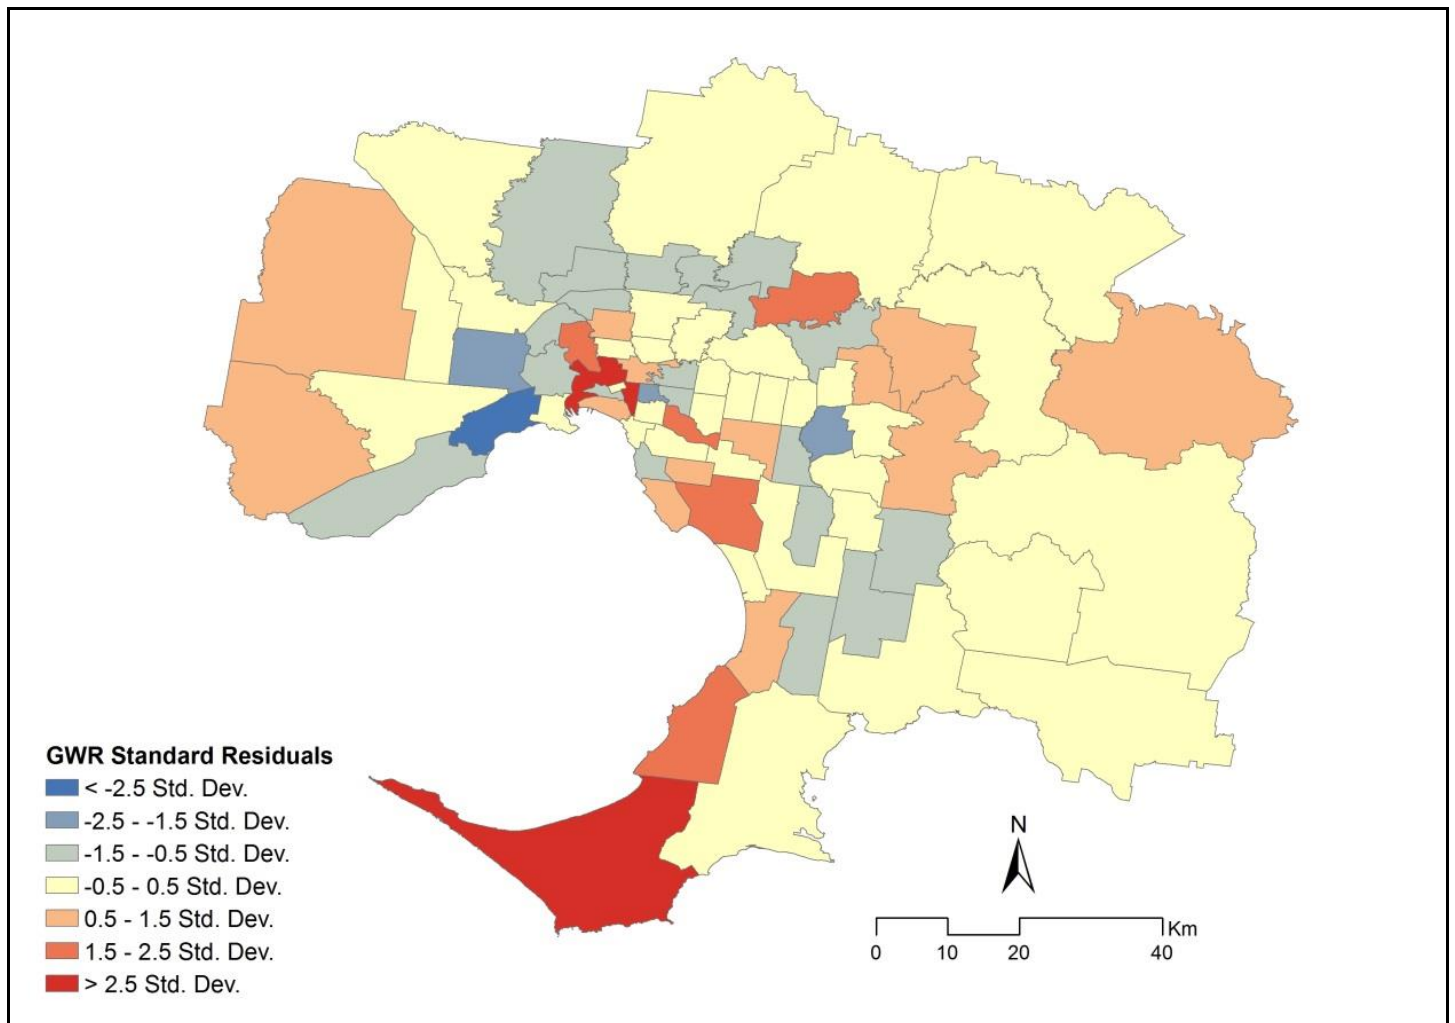 GWR Standard Residuals
< -2.5 Std. Dev.
-2.5 - -1.5 Std. Dev.
-1.5 - -0.5 Std. Dev.
-0.5 - 0.5 Std. Dev.
0.5 - 1.5 Std. Dev.
1.5 - 2.5 Std. Dev.
> 2.5 Std. Dev.
N
Km
0 10 20 40